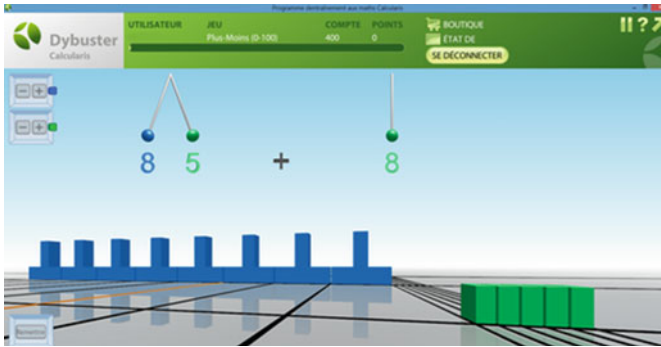 Programme d'entraînement aux maths Calcularis
Dybuster
Calcularis
UTILISATEUR JEU COMPTE POINTS
Plus-Moins (0-100) 400 0
BOUTIQUE
ÉTAT DE
SE DÉCONNECTER
8 5 + 8